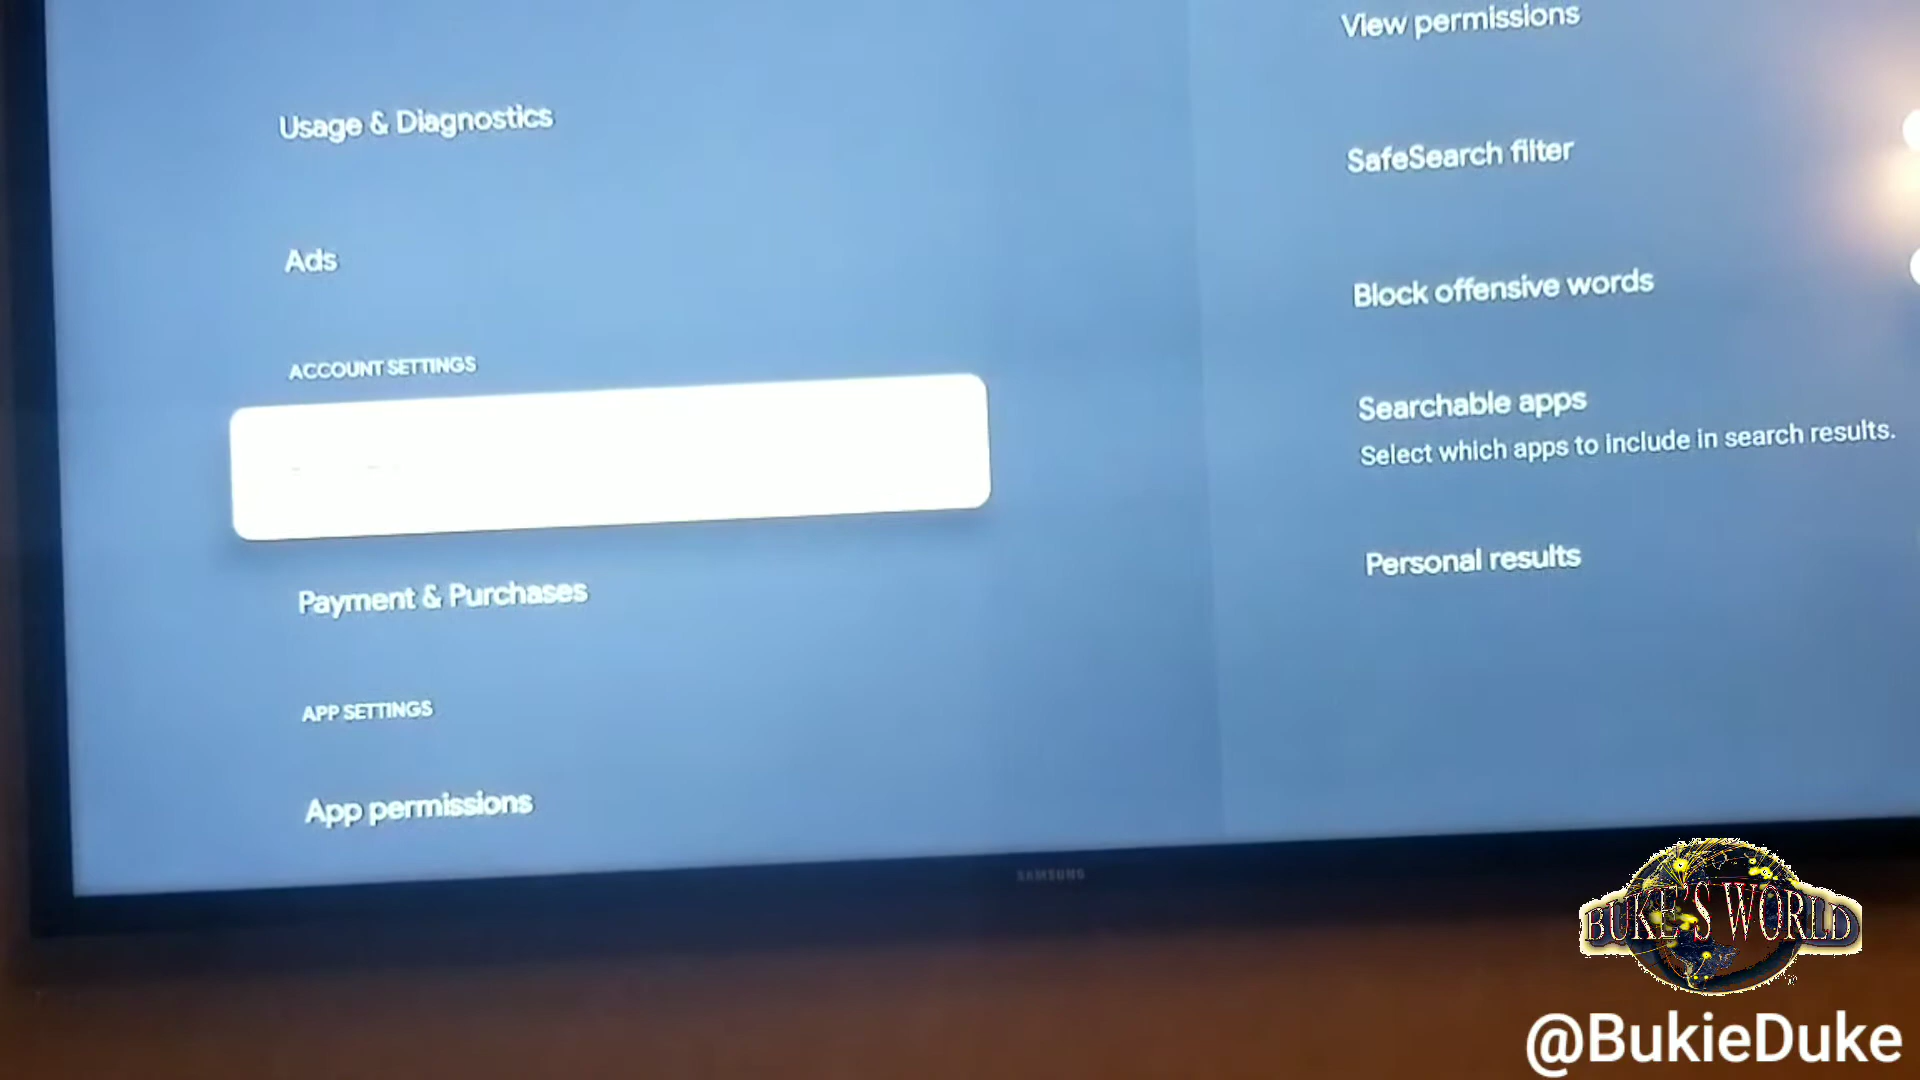 Usage & Diagnostics
Ads
ACCOUNT SETTINGS
Payment & Purchases
APP SETTINGS
App permissions
View permissions
SafeSearch filter
Block offensive words
Searchable apps
Select which apps to include in search results.
Personal results
SAMSUNG
BUKE'S WORLD
@BukieDuke